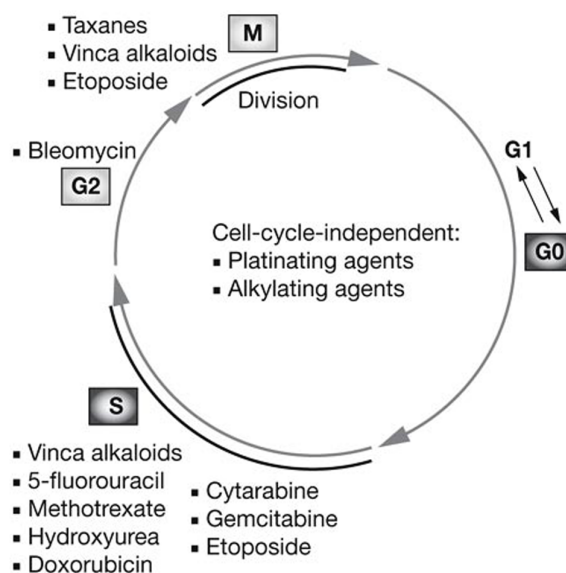 ▪ Taxanes
▪ Vinca alkaloids
▪ Etoposide
M
Division
▪ Bleomycin
G2
G1
G0
Cell-cycle-independent:
▪ Platinating agents
▪ Alkylating agents
S
▪ Vinca alkaloids
▪ 5-fluorouracil
▪ Methotrexate
▪ Hydroxyurea
▪ Doxorubicin
▪ Cytarabine
▪ Gemcitabine
▪ Etoposide